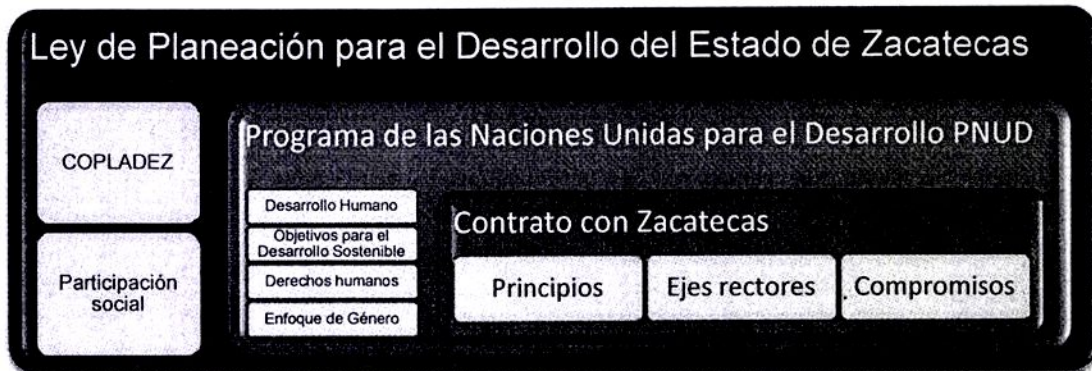 Ley de Planeación para el Desarrollo del Estado de Zacatecas
COPLADEZ
Participación
social
Programa de las Naciones Unidas para el Desarrollo PNUD
Desarrollo Humano
Objetivos para el
Desarrollo Sostenible
Derechos humanos
Enfoque de Género
Contrato con Zacatecas
Principios
Ejes rectores
Compromisos